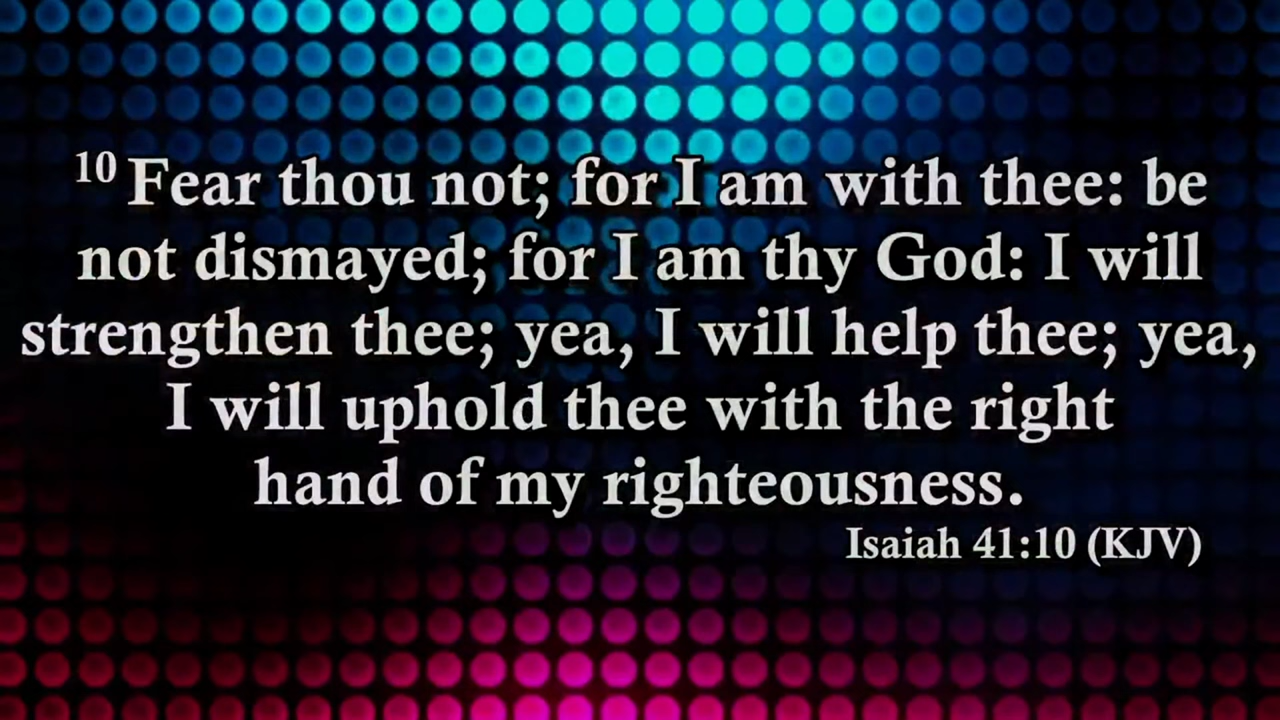 10 Fear thou not; for I am with thee: be
not dismayed; for I am thy God: I will
strengthen thee; yea, I will help thee; yea,
I will uphold thee with the right
hand of my righteousness.
Isaiah 41:10 (KJV)